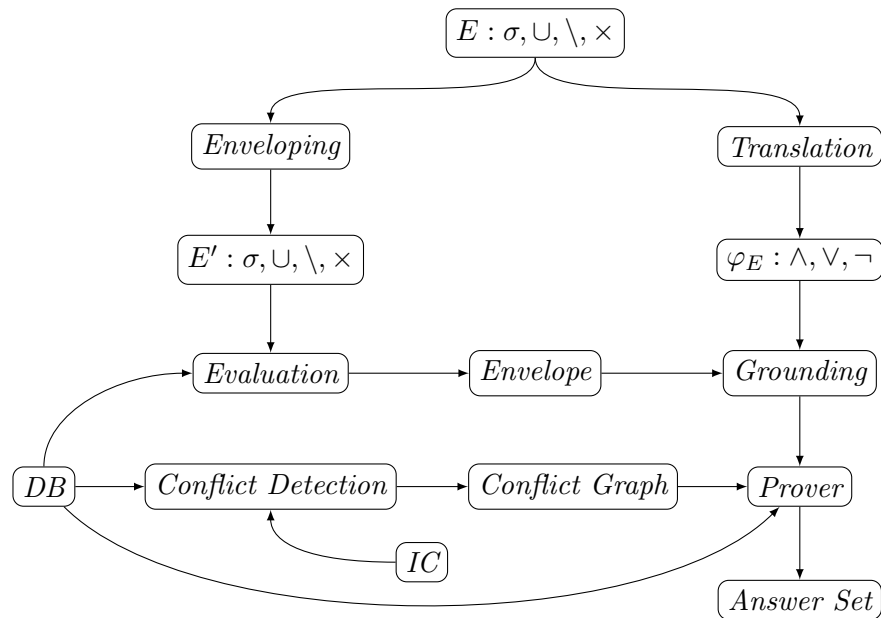 E : σ, ∪, \, ×
Enveloping
Translation
E′ : σ, ∪, \, ×
φ_E : ∧, ∨, ¬
Evaluation
Envelope
Grounding
DB
Conflict Detection
Conflict Graph
Prover
IC
Answer Set